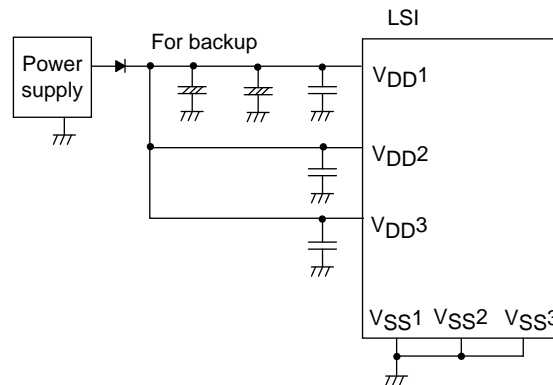 LSI
For backup
Power
supply
VDD1
VDD2
VDD3
VSS1 VSS2 VSS3